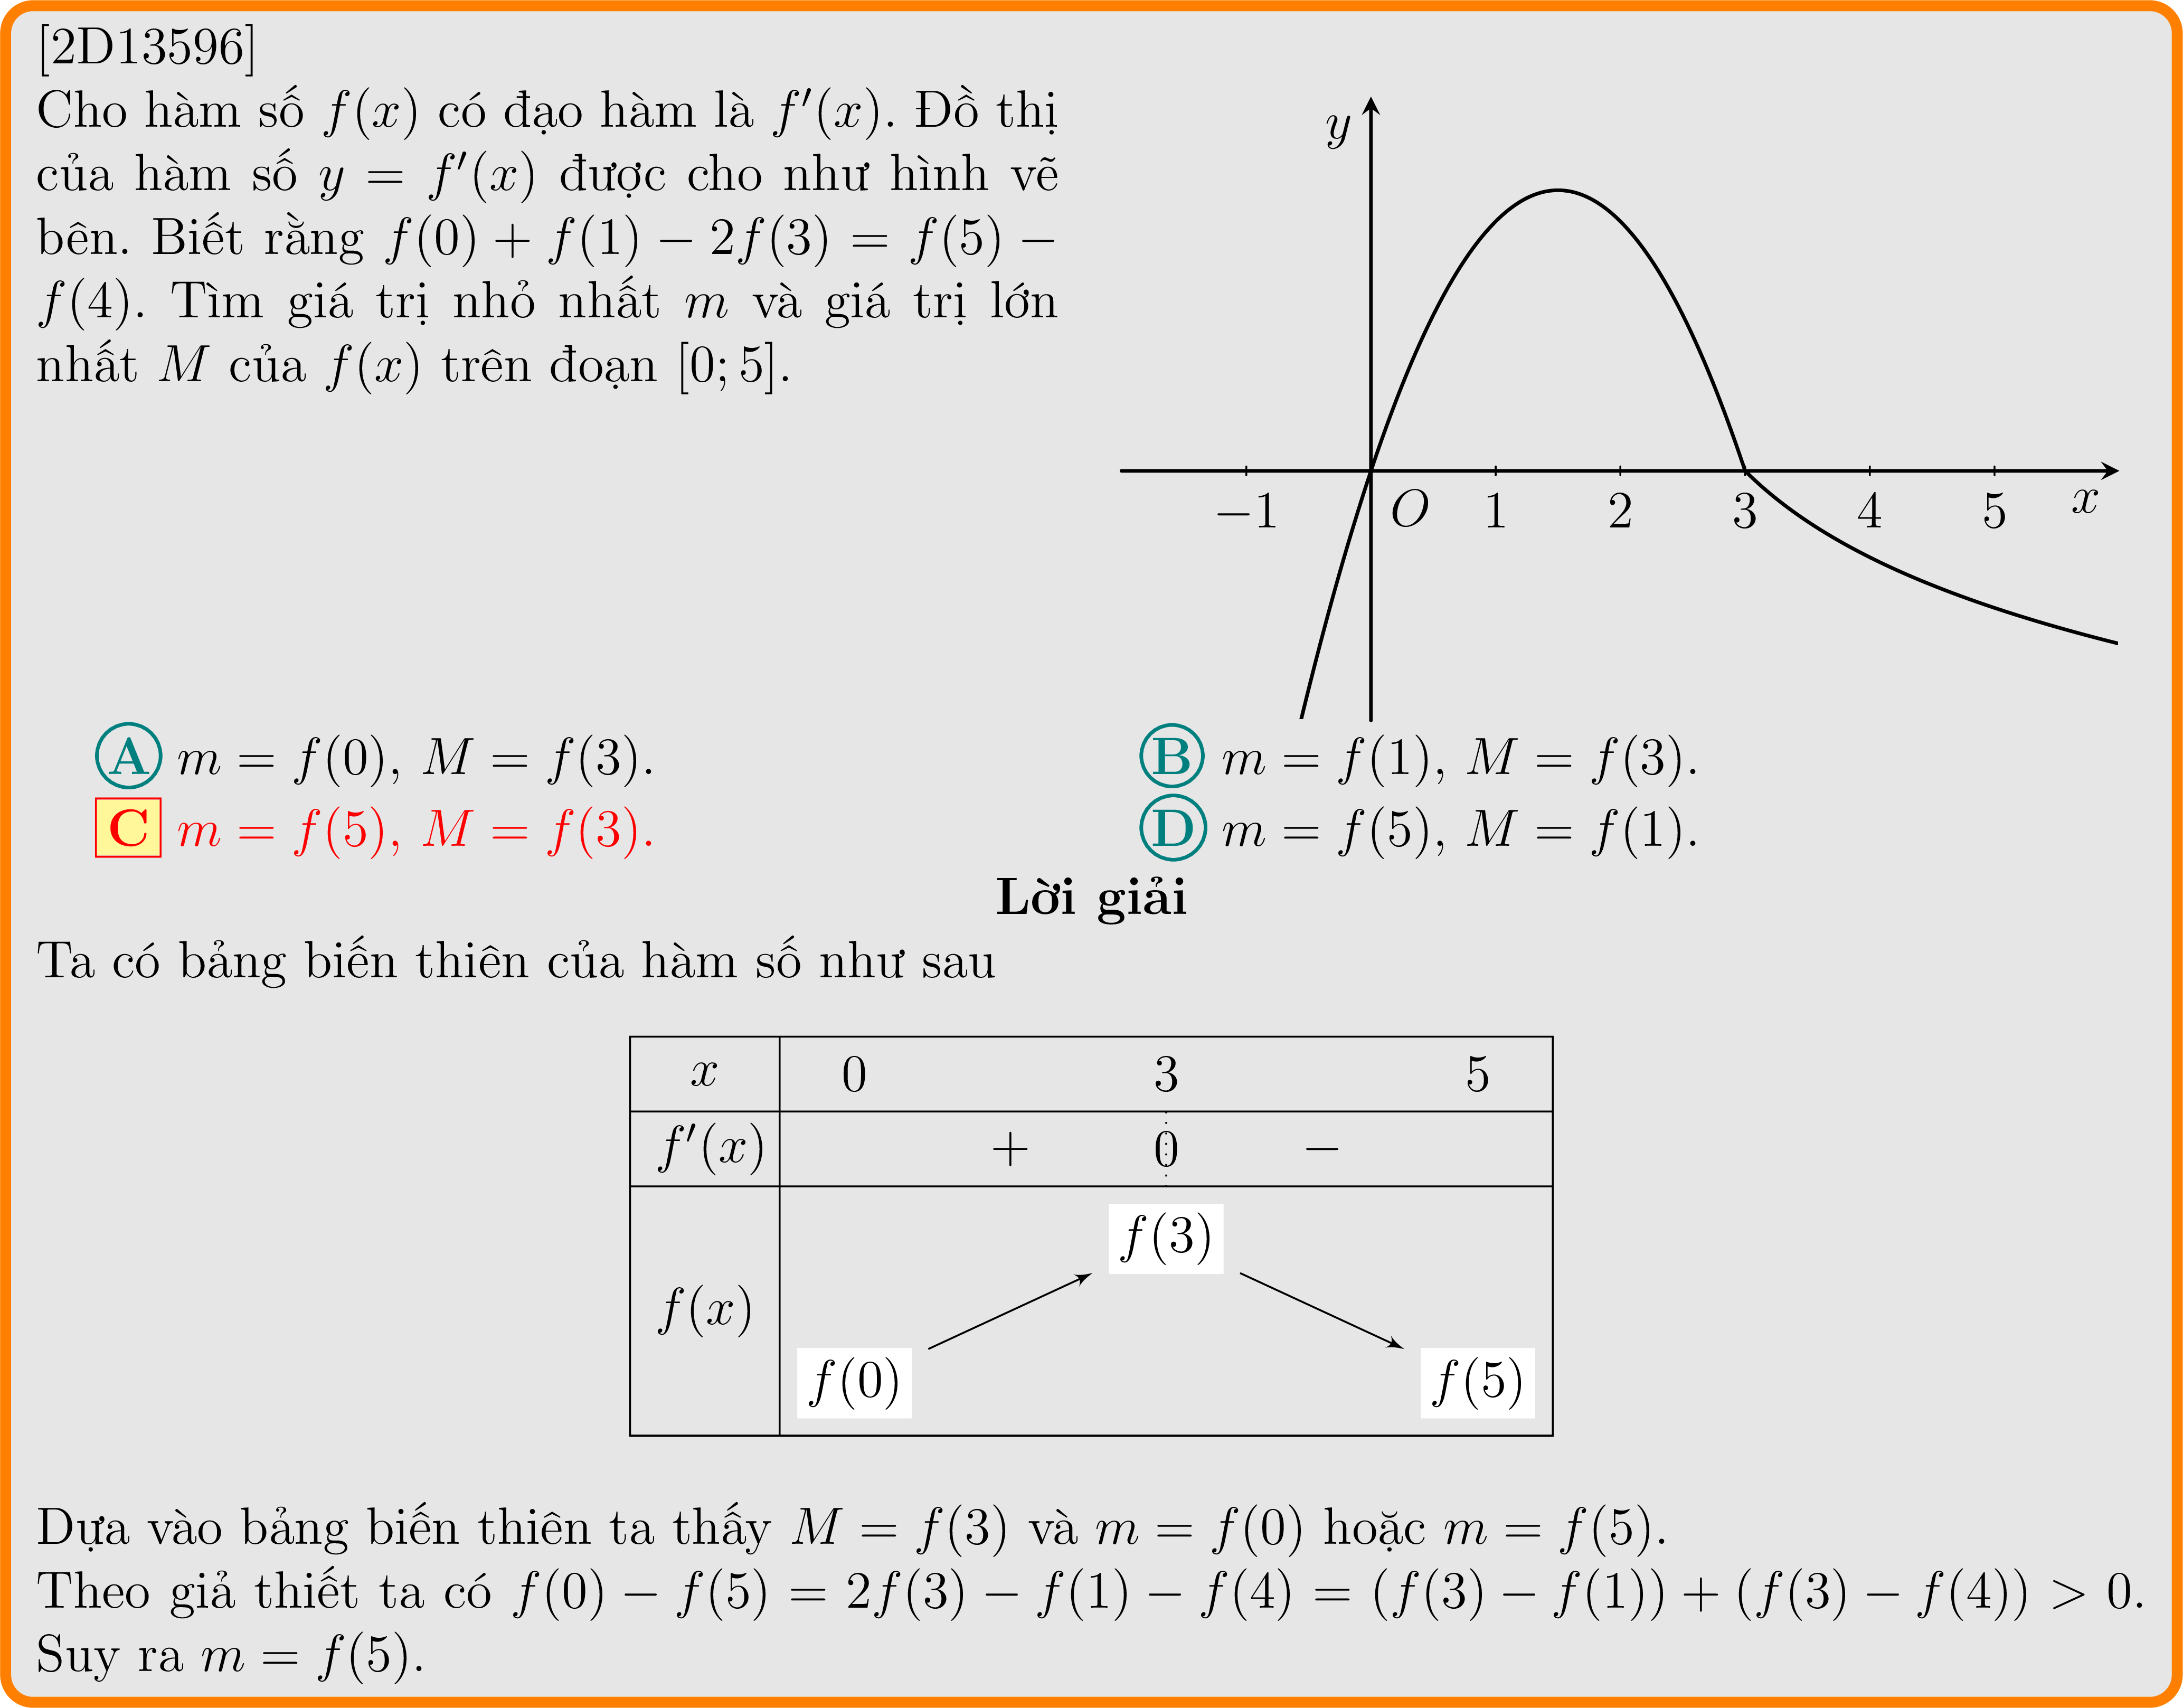 [2D13596]
Cho hàm số f(x) có đạo hàm là f′(x). Đồ thị
của hàm số y = f′(x) được cho như hình vẽ
bên. Biết rằng f(0) + f(1) − 2f(3) = f(5) −
f(4). Tìm giá trị nhỏ nhất m và giá trị lớn
nhất M của f(x) trên đoạn [0; 5].
y
−1 O 1 2 3 4 5 x
A m = f(0), M = f(3).
B m = f(1), M = f(3).
C m = f(5), M = f(3).
D m = f(5), M = f(1).
Lời giải
Ta có bảng biến thiên của hàm số như sau
x 0 3 5
f′(x) + 0 −
f(x) f(0) f(3) f(5)
Dựa vào bảng biến thiên ta thấy M = f(3) và m = f(0) hoặc m = f(5).
Theo giả thiết ta có f(0) − f(5) = 2f(3) − f(1) − f(4) = (f(3) − f(1)) + (f(3) − f(4)) > 0.
Suy ra m = f(5).